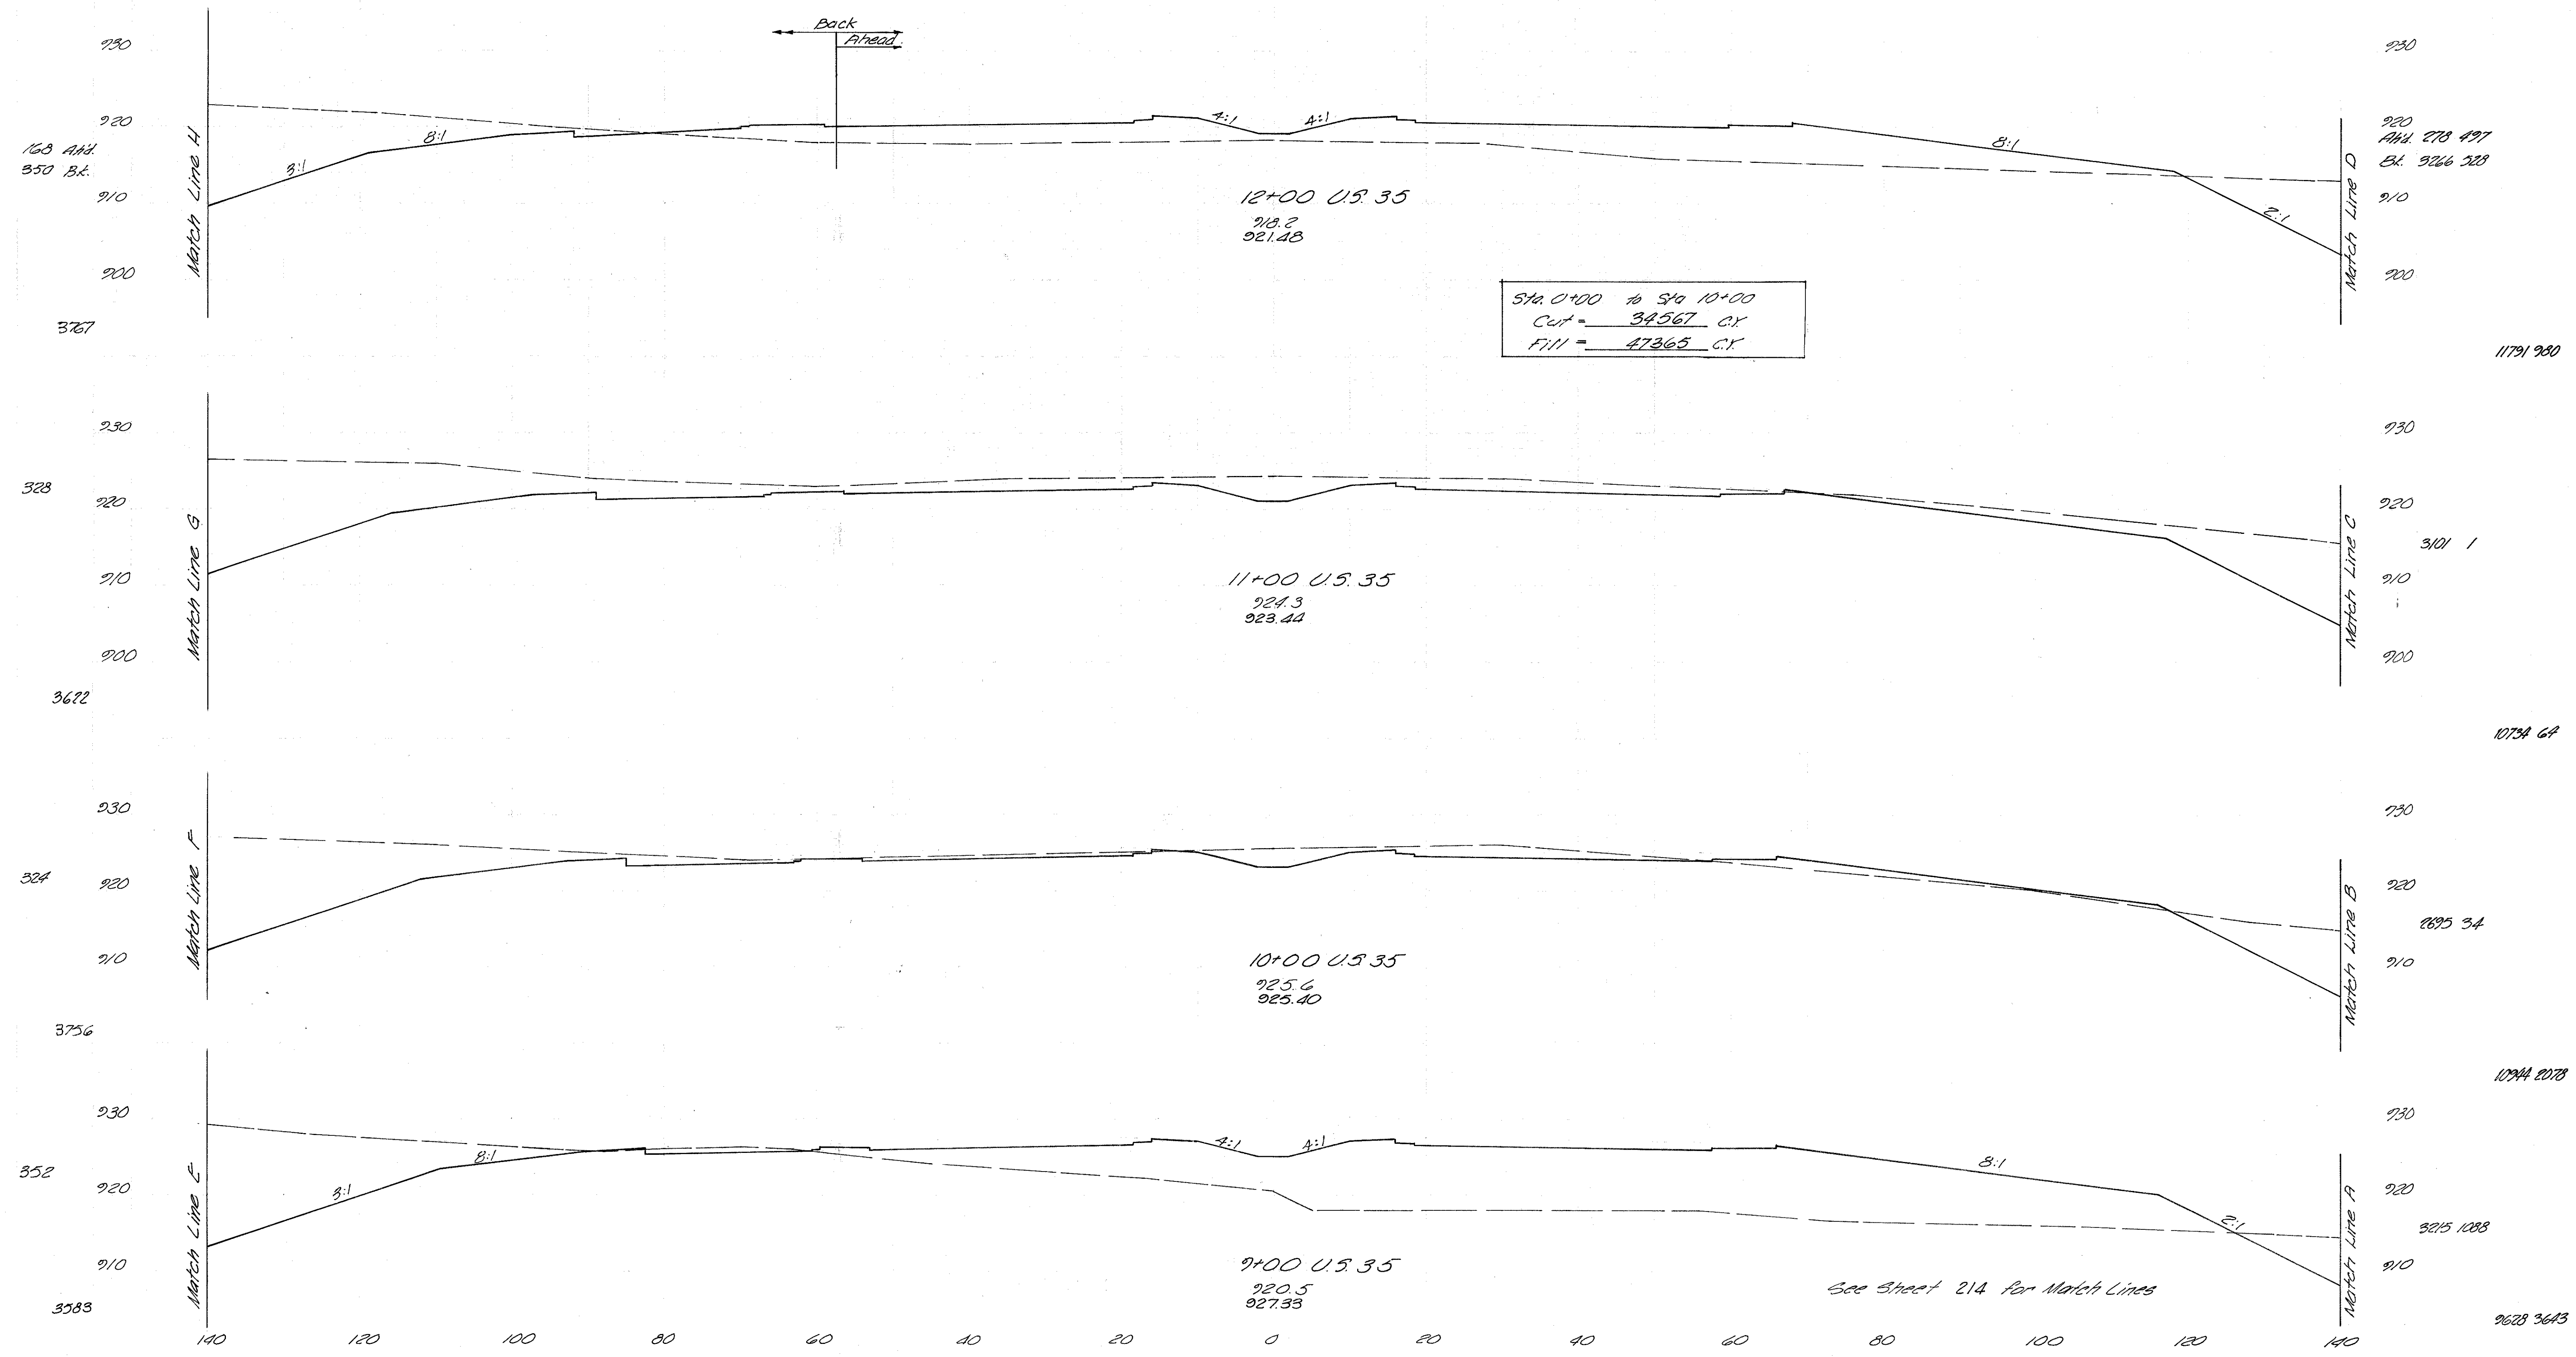 Back
Ahead
930
930
920
920
168 Ahd.
Ahd. 278 497
350 Bk.
Bk. 3266 528
910
910
900
900
Match Line H
Match Line D
3:1
8:1
4:1
4:1
8:1
2:1
12+00 U.S. 35
918.2
921.48
Sta. 0+00 to Sta 10+00
Cut = 34567 C.Y.
Fill = 47365 C.Y.
3767
11791 980
930
930
328
920
920
3101 1
910
910
900
900
Match Line G
Match Line C
11+00 U.S. 35
924.3
923.44
3622
10734 64
930
930
324
920
920
2695 34
910
910
Match Line F
Match Line B
10+00 U.S. 35
925.6
925.40
3756
10944 2078
930
930
352
920
920
3215 1088
910
910
Match Line E
Match Line A
3:1
8:1
4:1
4:1
8:1
2:1
9+00 U.S. 35
920.5
927.33
See Sheet 214 for Match Lines
3583
9628 3643
140 120 100 80 60 40 20 0 20 40 60 80 100 120 140